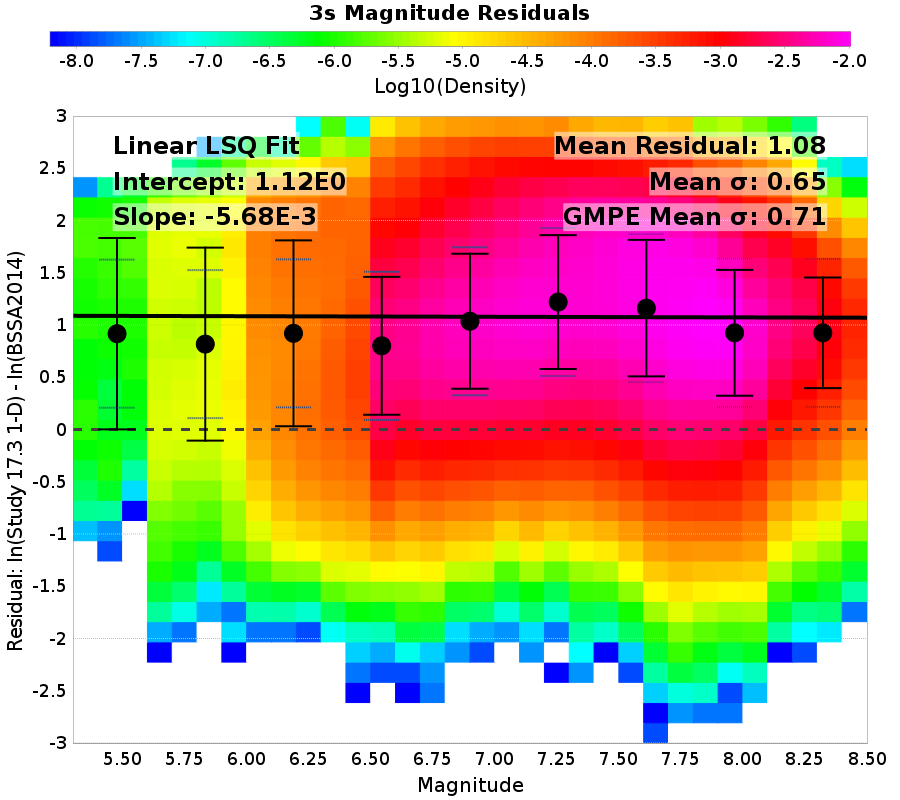 3s Magnitude Residuals
-8.0 -7.5 -7.0 -6.5 -6.0 -5.5 -5.0 -4.5 -4.0 -3.5 -3.0 -2.5 -2.0
Log10(Density)
Linear LSQ Fit
Intercept: 1.12E0
Slope: -5.68E-3
Mean Residual: 1.08
Mean σ: 0.65
GMPE Mean σ: 0.71
Residual: ln(Study 17.3 1-D) - ln(BSSA2014)
3
2.5
2
1.5
1
0.5
0
-0.5
-1
-1.5
-2
-2.5
-3
5.50 5.75 6.00 6.25 6.50 6.75 7.00 7.25 7.50 7.75 8.00 8.25 8.50
Magnitude